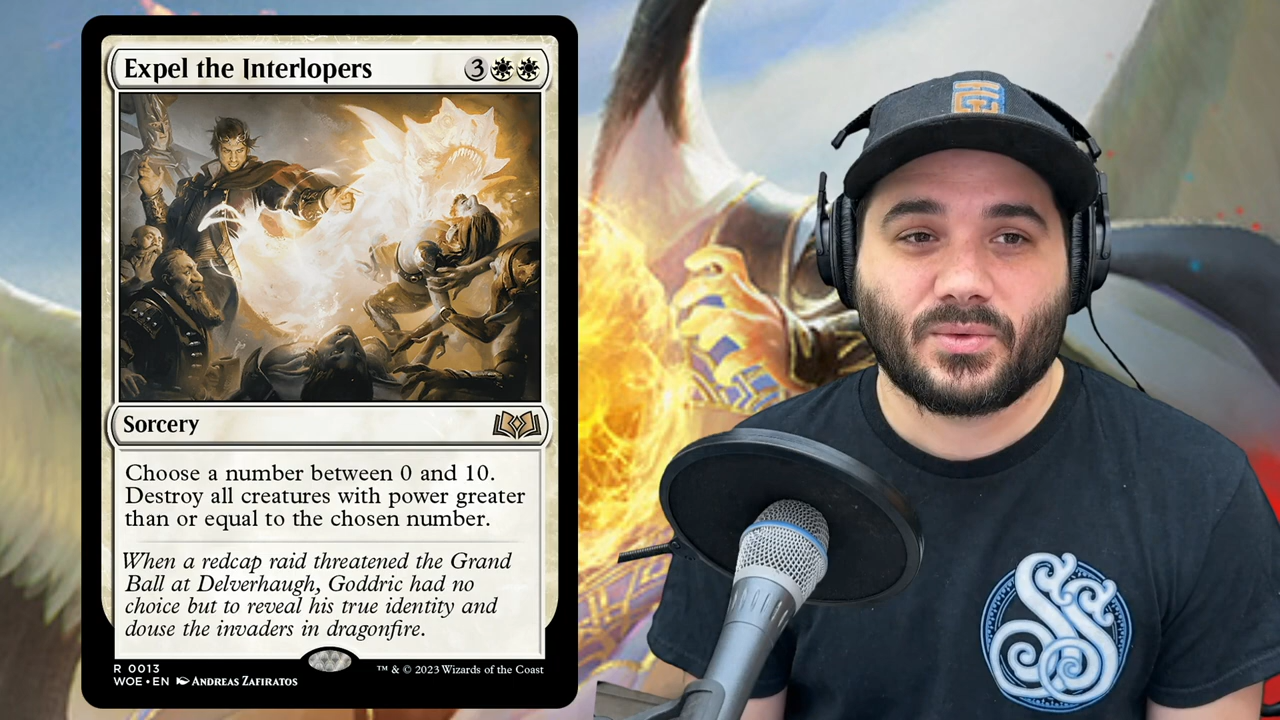 Expel the Interlopers 3
Sorcery
Choose a number between 0 and 10.
Destroy all creatures with power greater
than or equal to the chosen number.
When a redcap raid threatened the Grand
Ball at Delverhaugh, Goddric had no
choice but to reveal his true identity and
douse the invaders in dragonfire.
R 0013
WOE • EN ANDREAS ZAFIRATOS
™ & © 2023 Wizards of the Coast